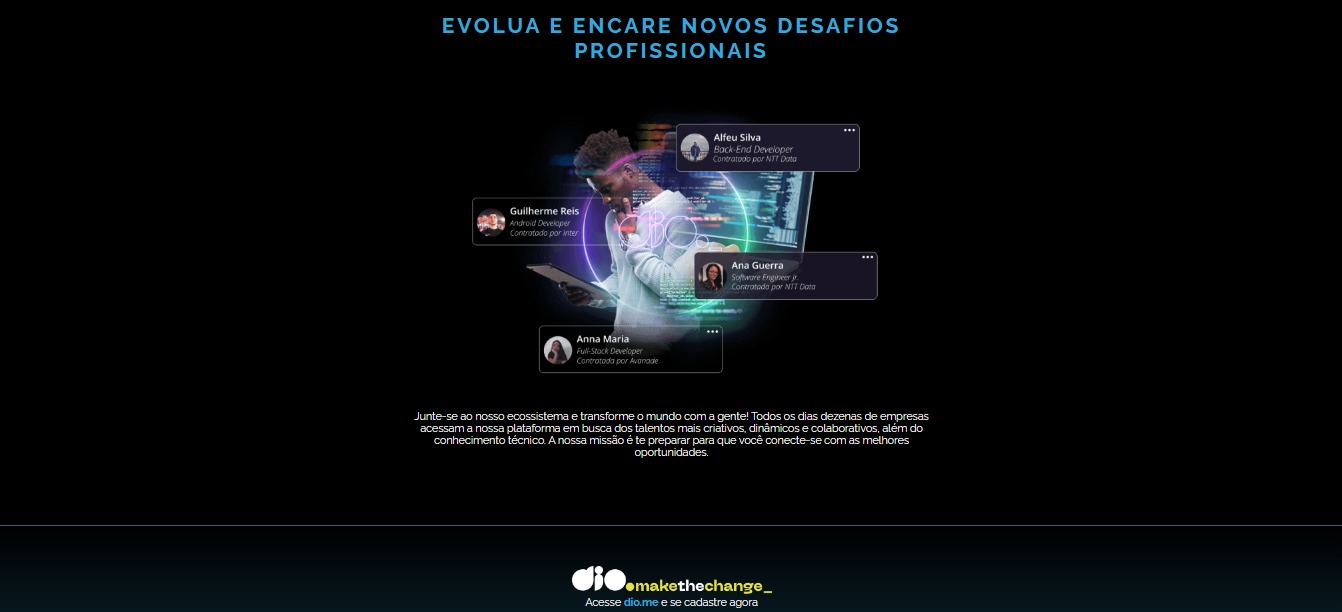 EVOLUA E ENCARE NOVOS DESAFIOS
PROFISSIONAIS
Alfeu Silva
Back-End Developer
Contratado por NTT Data
Guilherme Reis
Android Developer
Contratado por Inter
dio.
Ana Guerra
Software Engineer jr.
Contratado por NTT Data
Anna Maria
Full-Stack Developer
Contratada por Avanade
Junte-se ao nosso ecossistema e transforme o mundo com a gente! Todos os dias dezenas de empresas
acessam a nossa plataforma em busca dos talentos mais criativos, dinâmicos e colaborativos, além do
conhecimento técnico. A nossa missão é te preparar para que você conecte-se com as melhores
oportunidades.
dio.makethechange_
Acesse dio.me e se cadastre agora